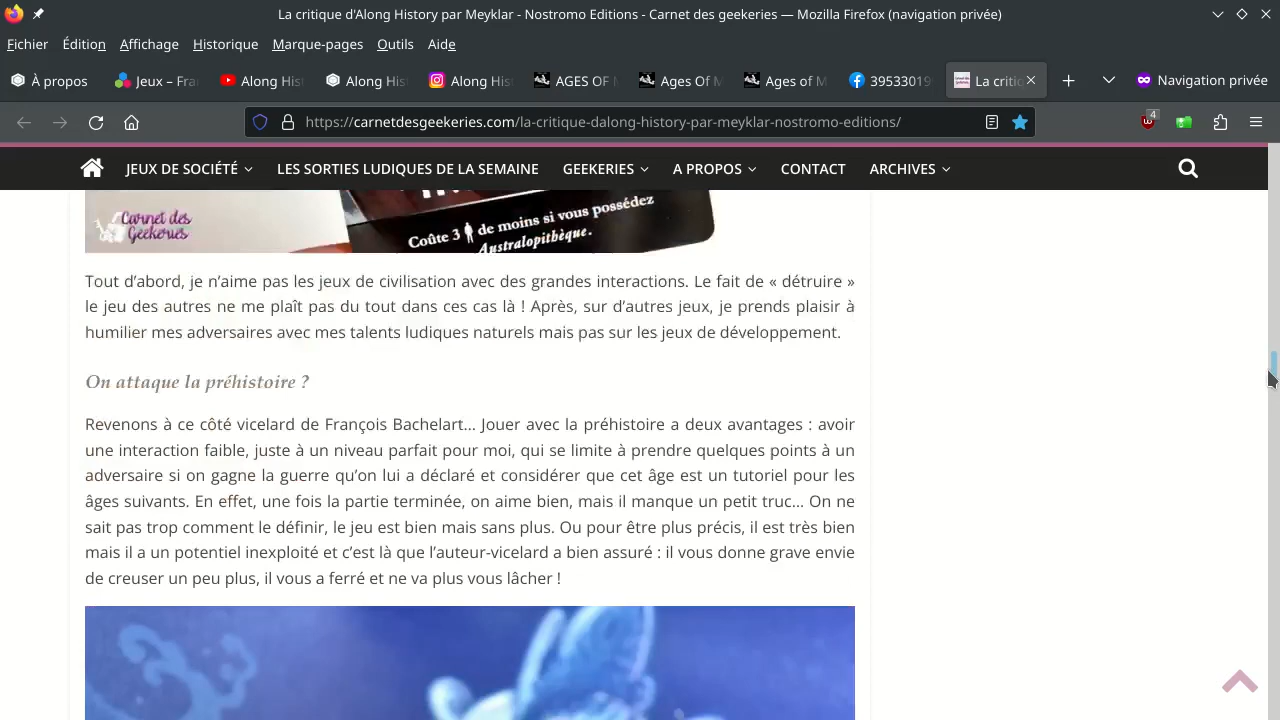 La critique d'Along History par Meyklar - Nostromo Editions - Carnet des geekeries — Mozilla Firefox (navigation privée)
Fichier Édition Affichage Historique Marque-pages Outils Aide
À propos Jeux – Fra Along His Along His Along His AGES OF M Ages Of M Ages of M 395330195 La critic Navigation privée
https://carnetdesgeekeries.com/la-critique-dalong-history-par-meyklar-nostromo-editions/ 4
JEUX DE SOCIÉTÉ LES SORTIES LUDIQUES DE LA SEMAINE GEEKERIES A PROPOS CONTACT ARCHIVES
Carnet des
Geekeries
Coûte 3 de moins si vous possédez
Australopithèque.
Tout d’abord, je n’aime pas les jeux de civilisation avec des grandes interactions. Le fait de « détruire »
le jeu des autres ne me plaît pas du tout dans ces cas là ! Après, sur d’autres jeux, je prends plaisir à
humilier mes adversaires avec mes talents ludiques naturels mais pas sur les jeux de développement.
On attaque la préhistoire ?
Revenons à ce côté vicelard de François Bachelart… Jouer avec la préhistoire a deux avantages : avoir
une interaction faible, juste à un niveau parfait pour moi, qui se limite à prendre quelques points à un
adversaire si on gagne la guerre qu’on lui a déclaré et considérer que cet âge est un tutoriel pour les
âges suivants. En effet, une fois la partie terminée, on aime bien, mais il manque un petit truc… On ne
sait pas trop comment le définir, le jeu est bien mais sans plus. Ou pour être plus précis, il est très bien
mais il a un potentiel inexploité et c’est là que l’auteur-vicelard a bien assuré : il vous donne grave envie
de creuser un peu plus, il vous a ferré et ne va plus vous lâcher !